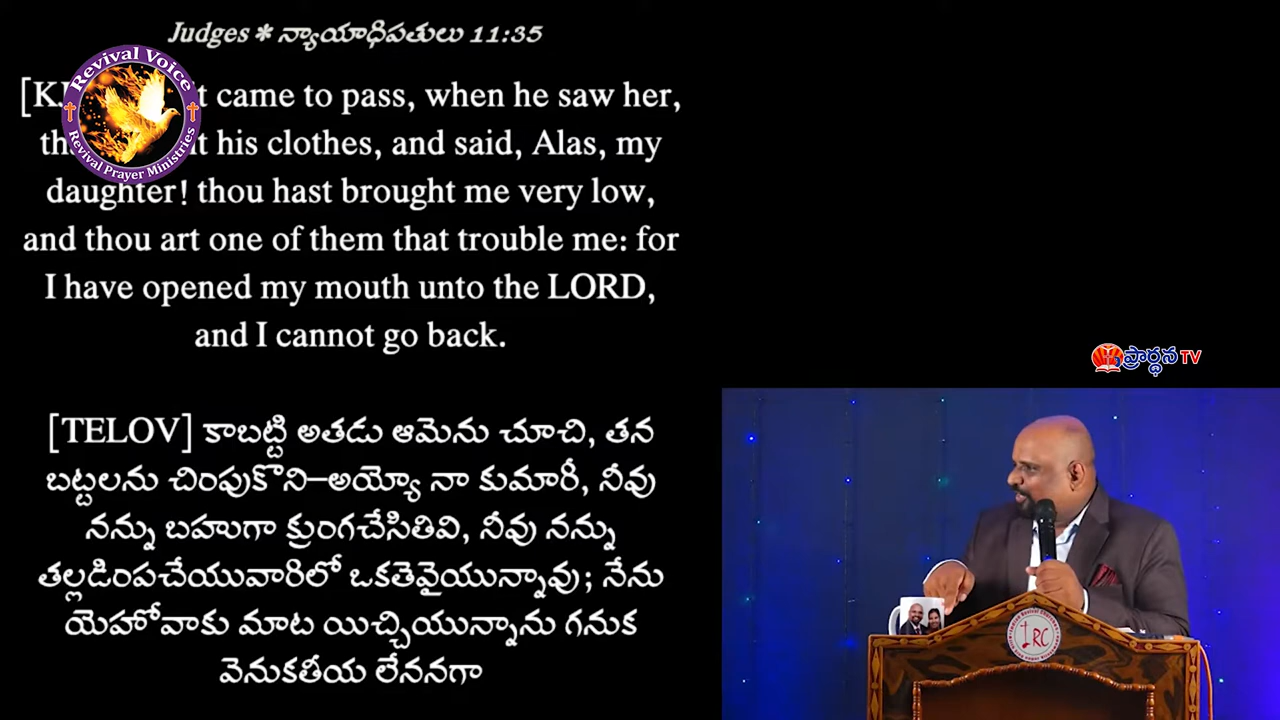 Judges * న్యాయాధిపతులు 11:35
Revival Voice
Revival Prayer Ministries
came to pass, when he saw her,
his clothes, and said, Alas, my
daughter! thou hast brought me very low,
and thou art one of them that trouble me: for
I have opened my mouth unto the LORD,
and I cannot go back.
[TELOV] కాబట్టి అతడు ఆమెను చూచి, తన
బట్టలను చింపుకొని–అయ్యో నా కుమారీ, నీవు
నన్ను బహుగా క్రుంగచేసితివి, నీవు నన్ను
తల్లడింపచేయువారిలో ఒకతెవైయున్నావు; నేను
యెహోవాకు మాట యిచ్చియున్నాను గనుక
వెనుకతీయ లేననగా
ప్రార్థన TV
RC